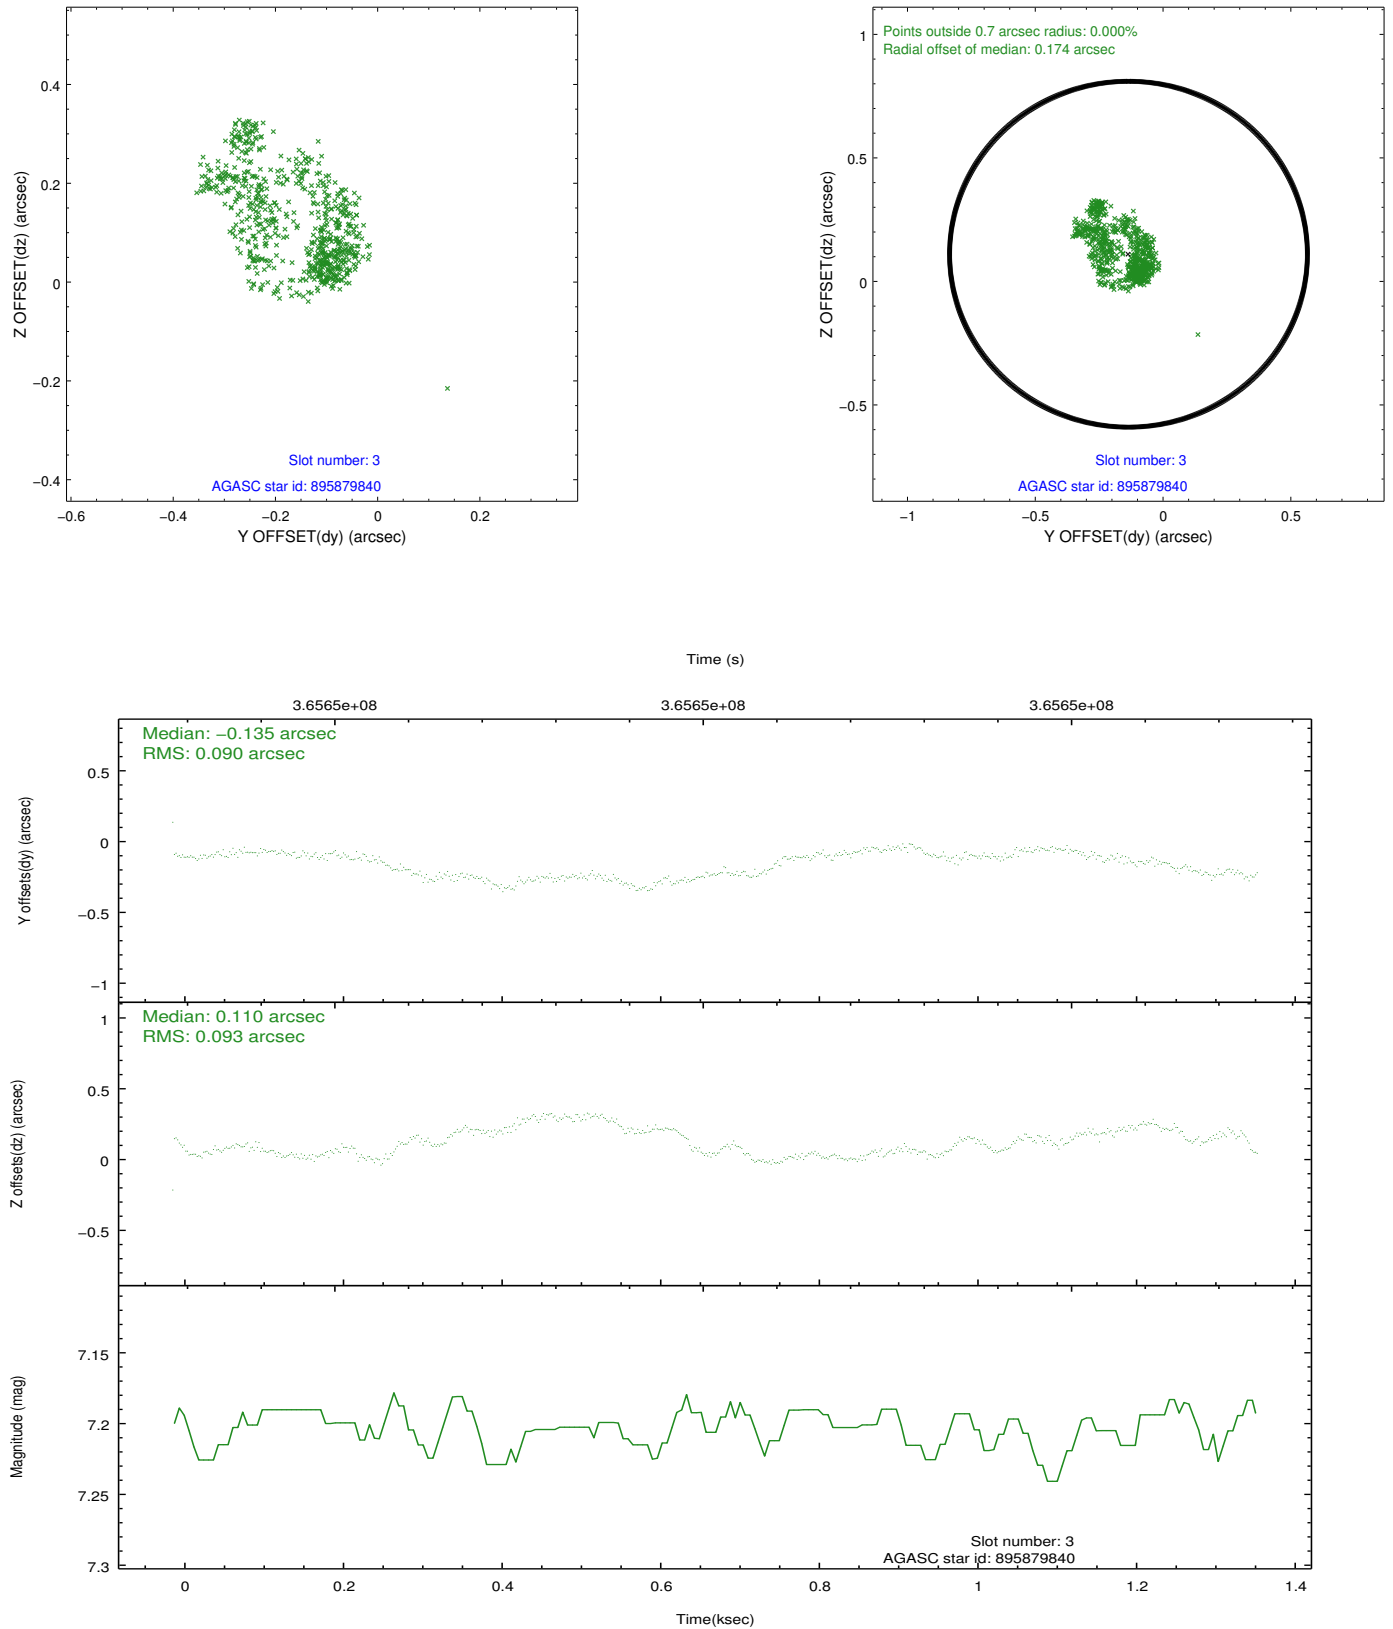 0.4
0.2
0
−0.2
−0.4
Z OFFSET(dz) (arcsec)
Slot number: 3
AGASC star id: 895879840
−0.6
−0.4
−0.2
0
0.2
Y OFFSET(dy) (arcsec)
Points outside 0.7 arcsec radius: 0.000%
Radial offset of median: 0.174 arcsec
1
0.5
0
−0.5
Z OFFSET(dz) (arcsec)
Slot number: 3
AGASC star id: 895879840
−1
−0.5
0
0.5
Y OFFSET(dy) (arcsec)
Time (s)
3.6565e+08
3.6565e+08
3.6565e+08
Median: −0.135 arcsec
RMS: 0.090 arcsec
0.5
0
−0.5
−1
Y offsets(dy) (arcsec)
Median: 0.110 arcsec
RMS: 0.093 arcsec
1
0.5
0
−0.5
Z offsets(dz) (arcsec)
7.15
7.2
7.25
7.3
Magnitude (mag)
Slot number: 3
AGASC star id: 895879840
0
0.2
0.4
0.6
0.8
1
1.2
1.4
Time(ksec)